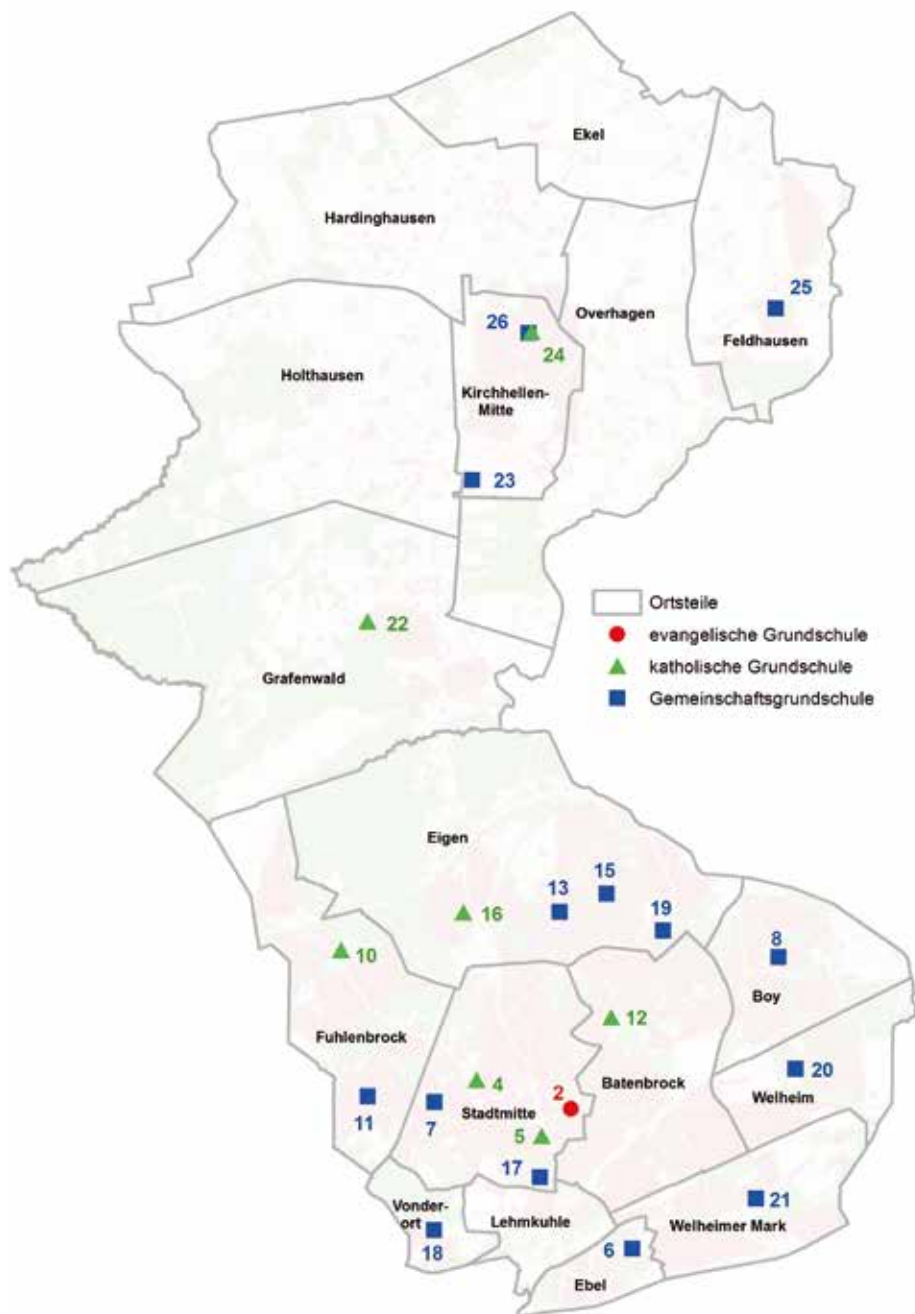 Ekel
Hardinghausen
25
Overhagen
26
Feldhausen
24
Holthausen
Kirchhellen-
Mitte
23
Ortsteile
22
evangelische Grundschule
katholische Grundschule
Grafenwald
Gemeinschaftsgrundschule
Eigen
15
13
16
19
8
10
Boy
12
Fuhlenbrock
20
4
2
Batenbrock
Welheim
Stadtmitte
11
7
5
17
21
Vonder-
ort
Lehmkuhle
Welheimer Mark
18
6
Ebel